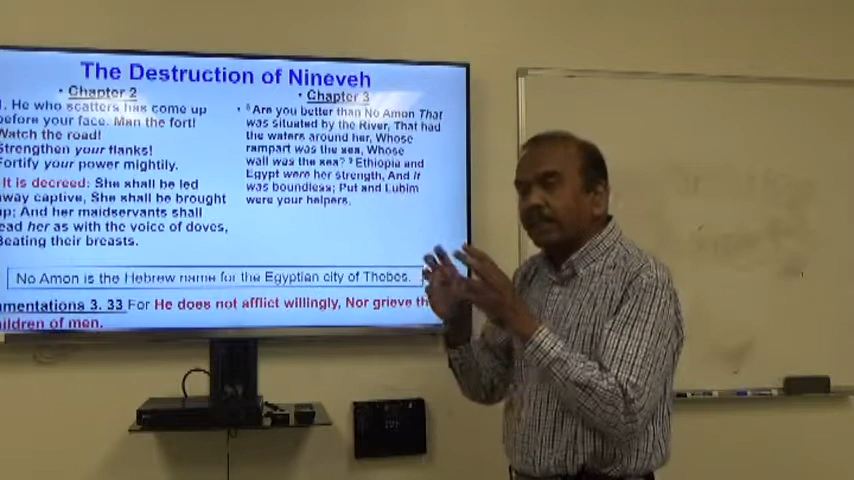 The Destruction of Nineveh
• Chapter 2
1. He who scatters has come up
before your face. Man the fort!
Watch the road!
Strengthen your flanks!
Fortify your power mightily.
It is decreed: She shall be led
away captive, She shall be brought
up; And her maidservants shall
lead her as with the voice of doves,
Beating their breasts.
• Chapter 3
• 8 Are you better than No Amon That
was situated by the River, That had
the waters around her, Whose
rampart was the sea, Whose
wall was the sea? 9 Ethiopia and
Egypt were her strength, And it
was boundless; Put and Lubim
were your helpers.
No Amon is the Hebrew name for the Egyptian city of Thebes.
mentations 3. 33 For He does not afflict willingly, Nor grieve the
ildren of men.